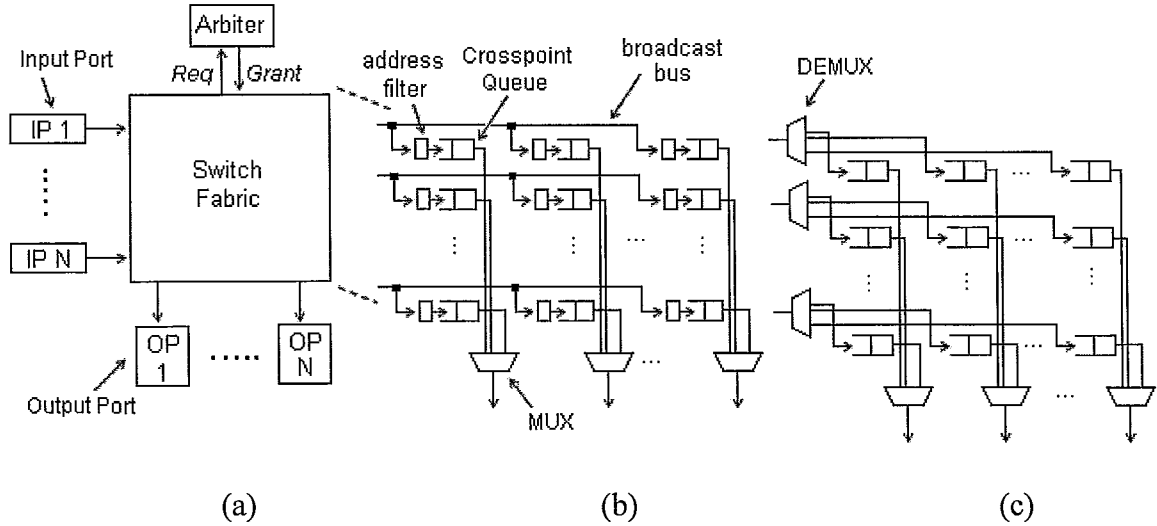 Arbiter
Input Port
Req
Grant
IP 1
Switch
Fabric
IP N
OP
1
OP
N
Output Port
(a)
address
filter
Crosspoint
Queue
broadcast
bus
MUX
(b)
DEMUX
(c)